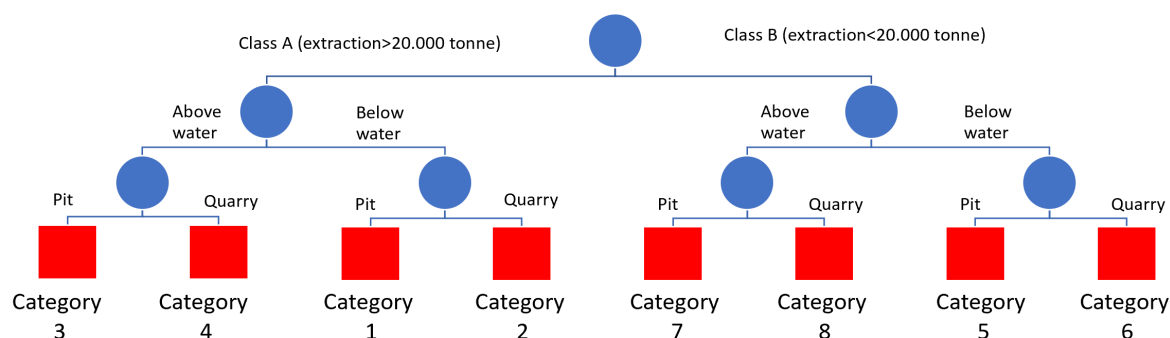 Class A (extraction>20.000 tonne)
Class B (extraction<20.000 tonne)
Above
water
Below
water
Above
water
Below
water
Pit
Quarry
Pit
Quarry
Pit
Quarry
Pit
Quarry
Category
3
Category
4
Category
1
Category
2
Category
7
Category
8
Category
5
Category
6